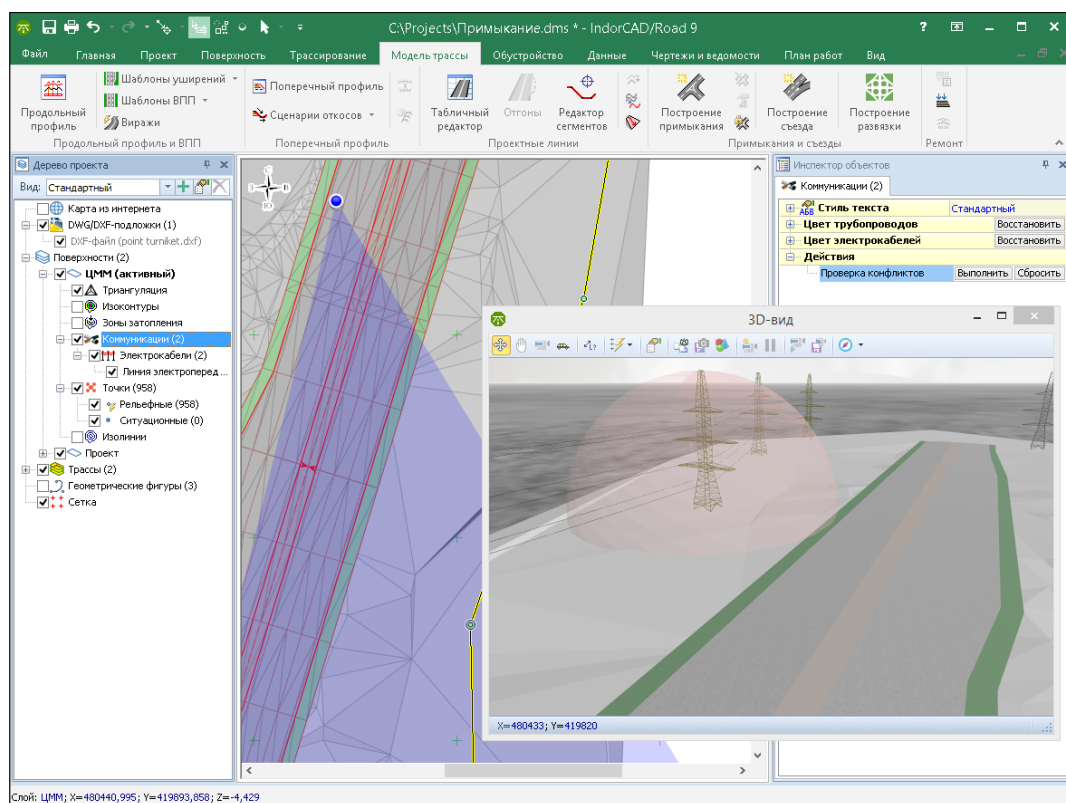 C:\Projects\Примыкание.dms * - IndorCAD/Road 9
?
Файл Главная Проект Поверхность Трассирование Модель трассы Обустройство Данные Чертежи и ведомости План работ Вид
Продольный профиль
Шаблоны уширений
Шаблоны ВПП
Виражи
Продольный профиль и ВПП
Поперечный профиль
Сценарии откосов
Поперечный профиль
Табличный редактор
Отгоны
Редактор сегментов
Проектные линии
Построение примыкания
Построение съезда
Построение развязки
Примыкания и съезды
Ремонт
Дерево проекта
Вид: Стандартный
Карта из интернета
DWG/DXF-подложки (1)
DXF-файл (point turniket.dxf)
Поверхности (2)
ЦММ (активный)
Триангуляция
Изоконтуры
Зоны затопления
Коммуникации (2)
Электрокабели (2)
Линия электроперед ...
Точки (958)
Рельефные (958)
Ситуационные (0)
Изолинии
Проект
Трассы (2)
Геометрические фигуры (3)
Сетка
Инспектор объектов
Коммуникации (2)
Стиль текста Стандартный
Цвет трубопроводов Восстановить
Цвет электрокабелей Восстановить
Действия
Проверка конфликтов Выполнить Сбросить
3D-вид
X=480433; Y=419820
Слой: ЦММ; X=480440,995; Y=419893,858; Z=-4,429